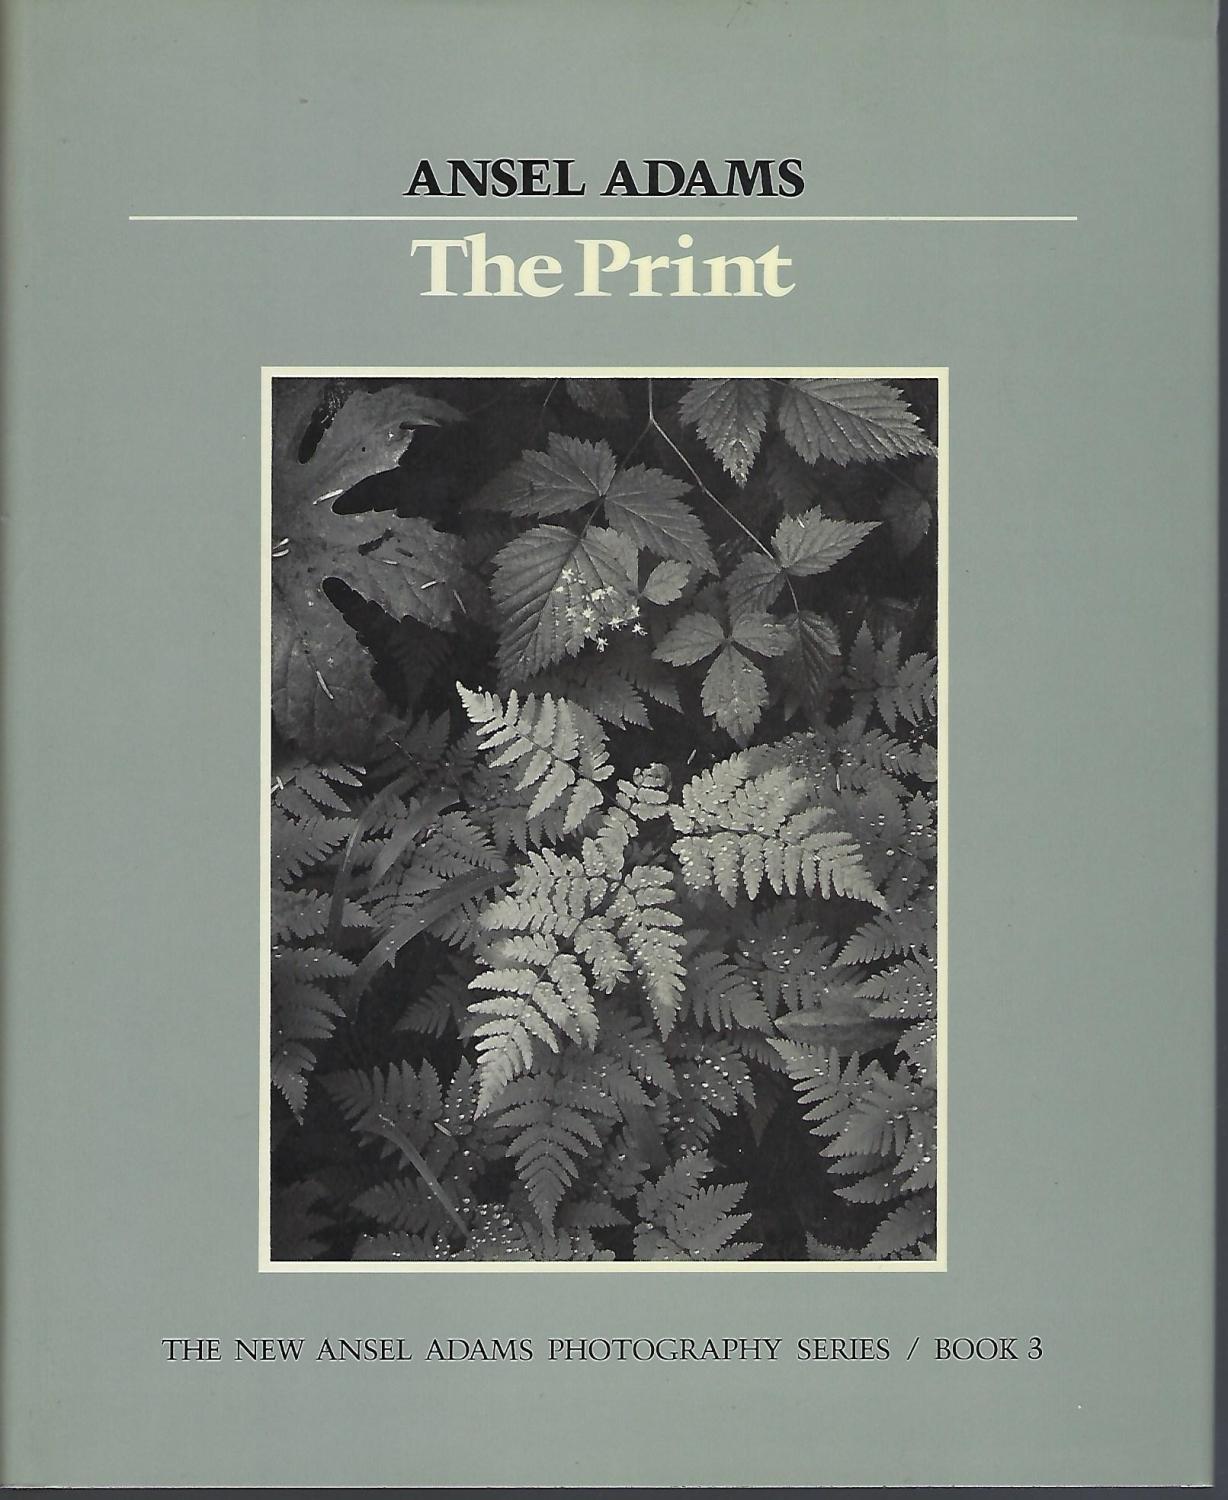 ANSEL ADAMS
The Print
THE NEW ANSEL ADAMS PHOTOGRAPHY SERIES / BOOK 3